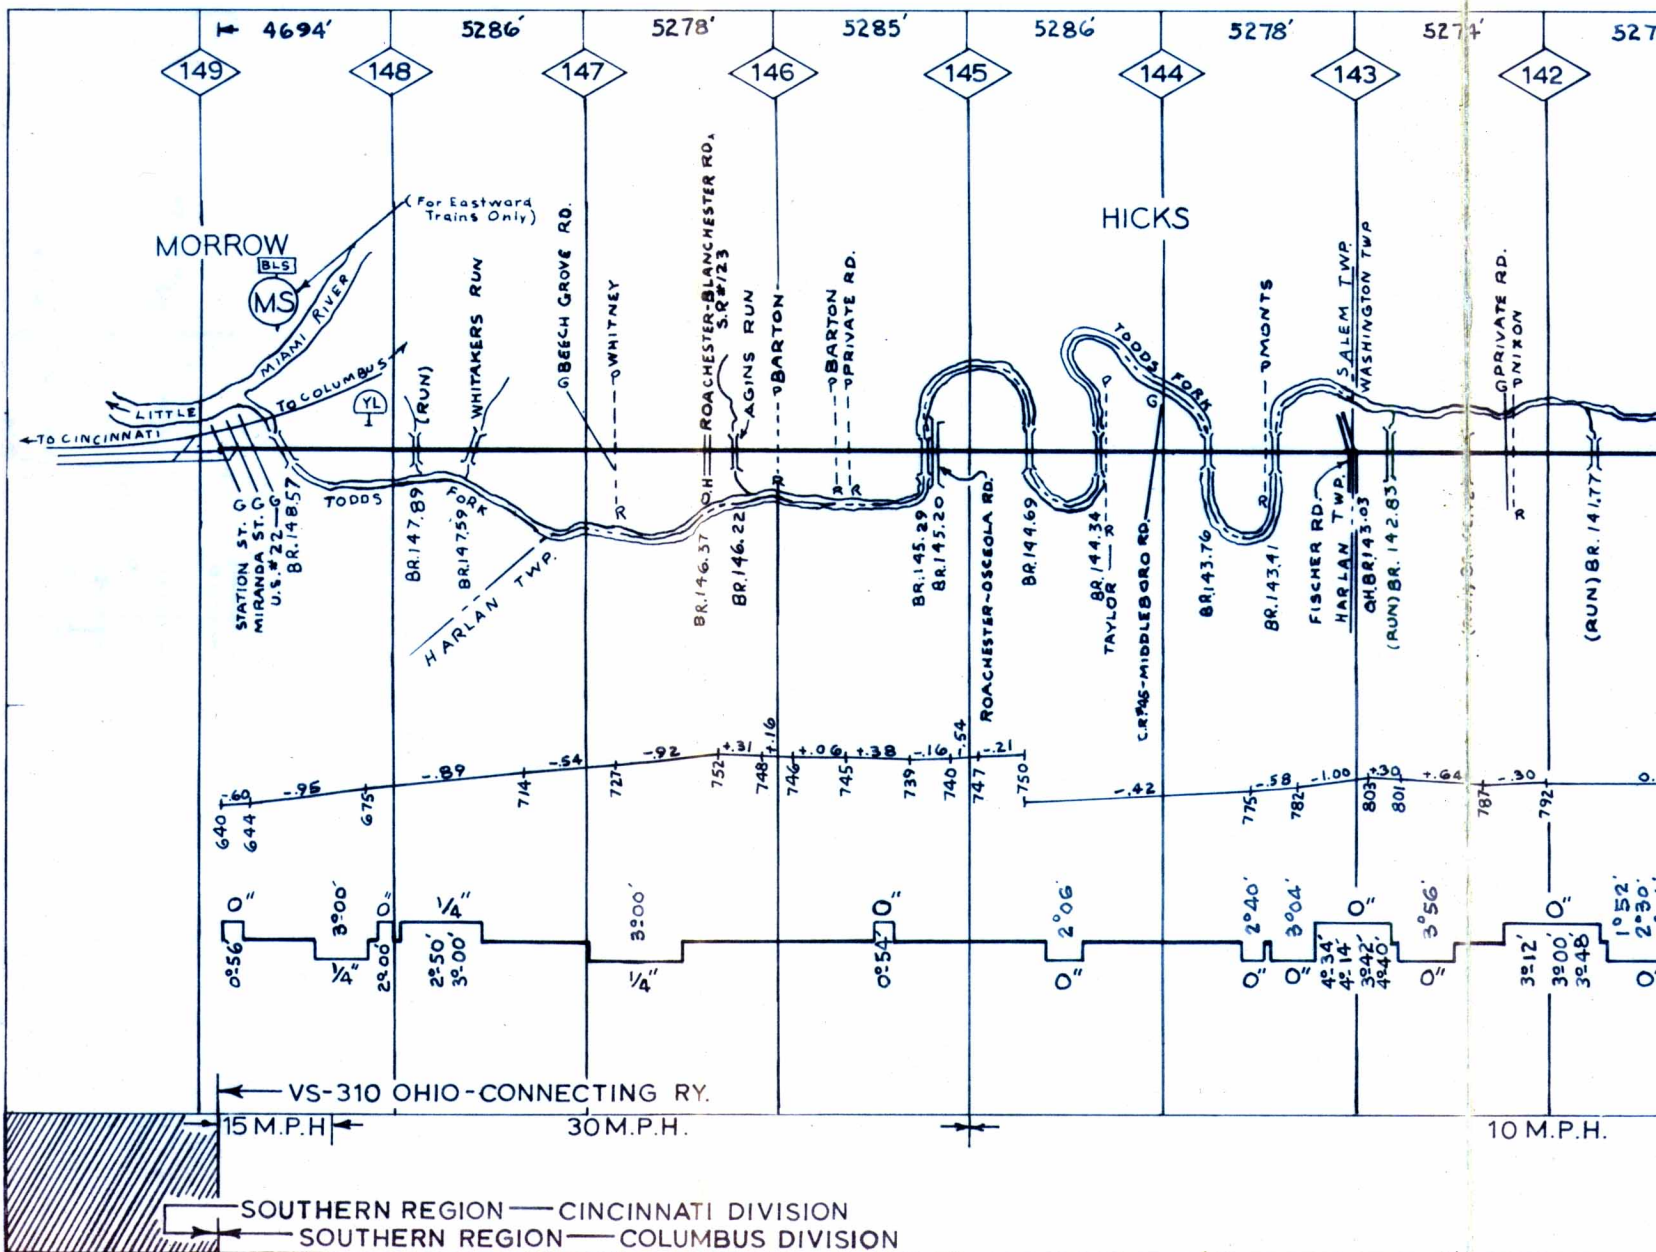 4694' 5286' 5278' 5285' 5286' 5278' 5274' 527
149 148 147 146 145 144 143 142
(For Eastward
Trains Only)
MORROW
BLS
MS
LITTLE MIAMI RIVER
TO COLUMBUS
TO CINCINNATI
YL
(RUN)
WHITAKERS RUN
G BEECH GROVE RD.
P WHITNEY
R
OH ROACHESTER-BLANCHESTER RD.
S.R.#123
AGINS RUN
P BARTON
R
P BARTON
R
P PRIVATE RD.
R
HICKS
TODDS FORK
G
P MONTS
R
SALEM TWP.
WASHINGTON TWP
G PRIVATE RD.
P NIXON
R
STATION ST. G
MIRANDA ST. G
U.S.#22-G
BR.148.57
TODDS FORK
BR.147.89
BR.147.59
HARLAN TWP.
BR.146.37
BR.146.22
BR.145.29
BR.145.20
ROACHESTER-OSCEOLA RD.
BR.144.69
BR.144.34
P
TAYLOR R
C.R.#45-MIDDLEBORO RD.
BR.143.76
BR.143.41
FISCHER RD.
HARLAN TWP.
OH.BR.143.03
(RUN) BR.142.83
(RUN) BR.141.77
-.60 -.95 -.89 -.54 -.92 +.31 +.16 +.06 +.38 -.16 -.54 -.21 -.42 -.58 -1.00 +.30 +.64 -.30 0.
640 644 675 714 727 752 748 746 745 739 740 747 750 775 782 803 801 787 792
0" 3°00' 0" 1/4" 3°00' 0" 2°06' 2°40' 3°04' 0" 3°56' 0" 1°52' 2°30'
0°56' 1/4" 2°00' 2°50' 3°00' 1/4" 0°54' 0" 0" 0" 4°34' 4°14' 3°42' 4°40' 0" 3°12' 3°00' 3°48' 0
VS-310 OHIO-CONNECTING RY.
15 M.P.H 30 M.P.H. 10 M.P.H.
SOUTHERN REGION — CINCINNATI DIVISION
SOUTHERN REGION — COLUMBUS DIVISION